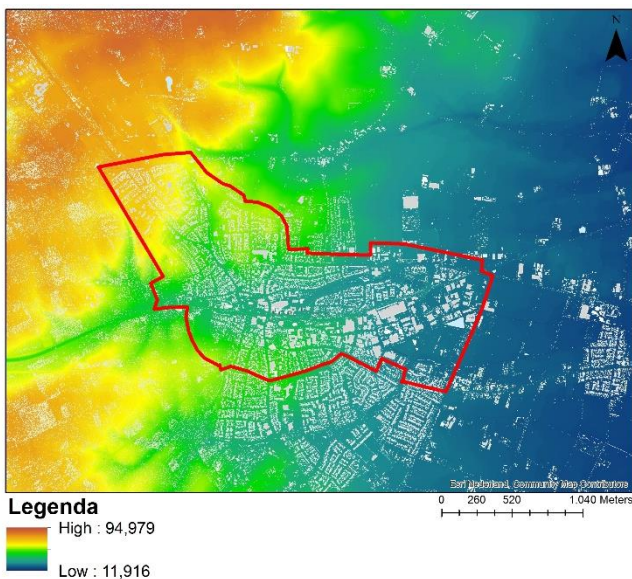 N
Esri Nederland, Community Map Contributors
Legenda
High : 94,979
Low : 11,916
0 260 520 1.040 Meters